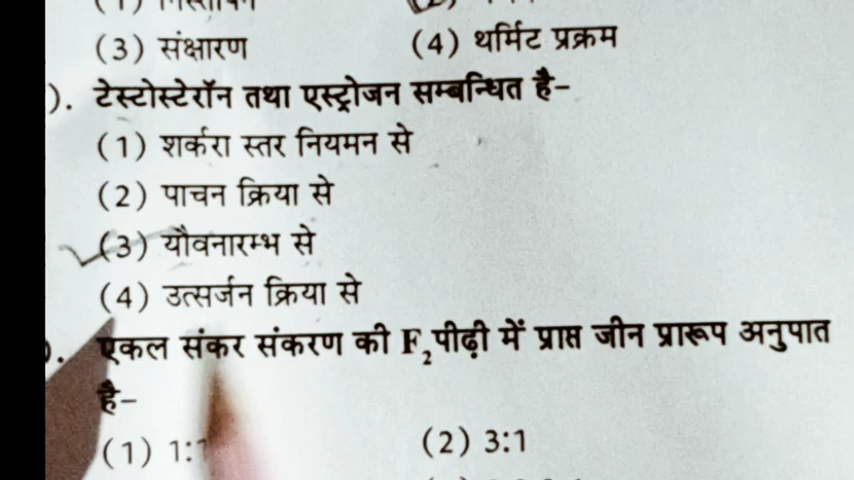 (3) संक्षारण (4) थर्मिट प्रक्रम
). टेस्टोस्टेरॉन तथा एस्ट्रोजन सम्बन्धित है-
(1) शर्करा स्तर नियमन से
(2) पाचन क्रिया से
(3) यौवनारम्भ से
(4) उत्सर्जन क्रिया से
). एकल संकर संकरण की F₂ पीढ़ी में प्राप्त जीन प्रारूप अनुपात
है-
(1) 1: (2) 3:1